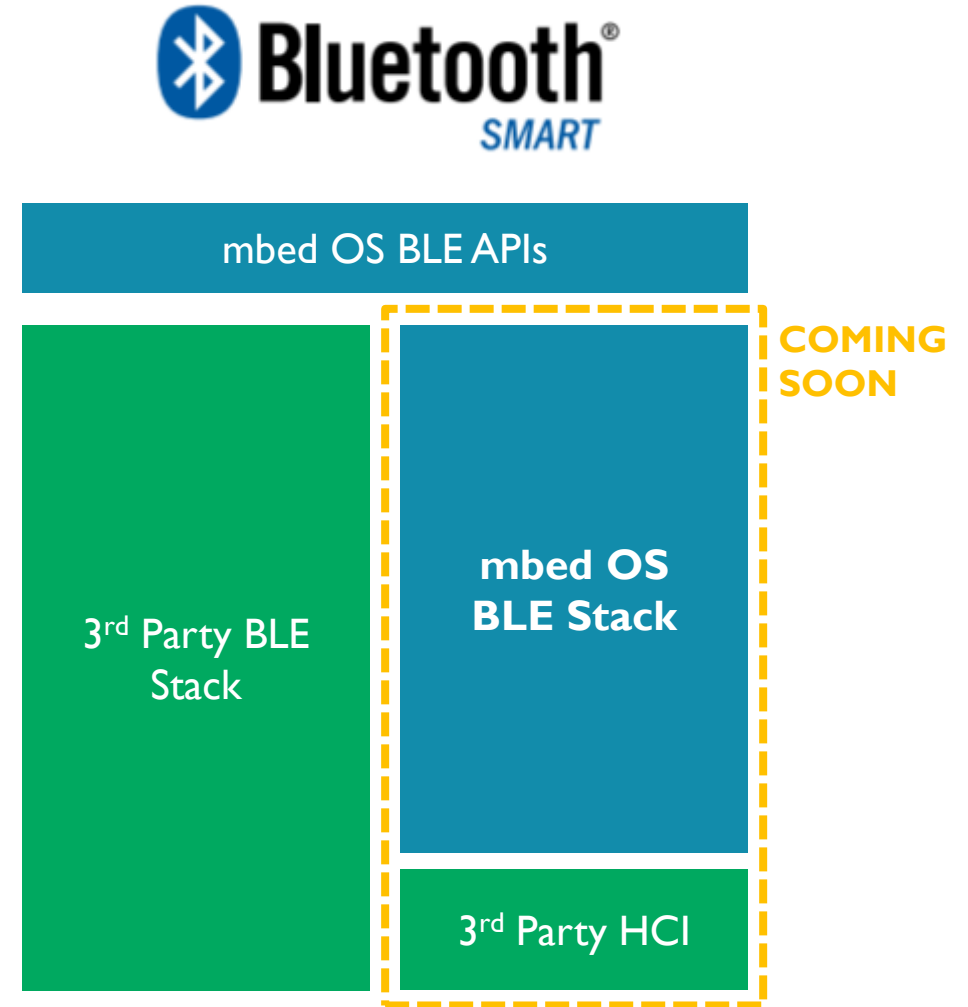 Bluetooth®
SMART
mbed OS BLE APIs
COMING
SOON
mbed OS
BLE Stack
3rd Party BLE
Stack
3rd Party HCI